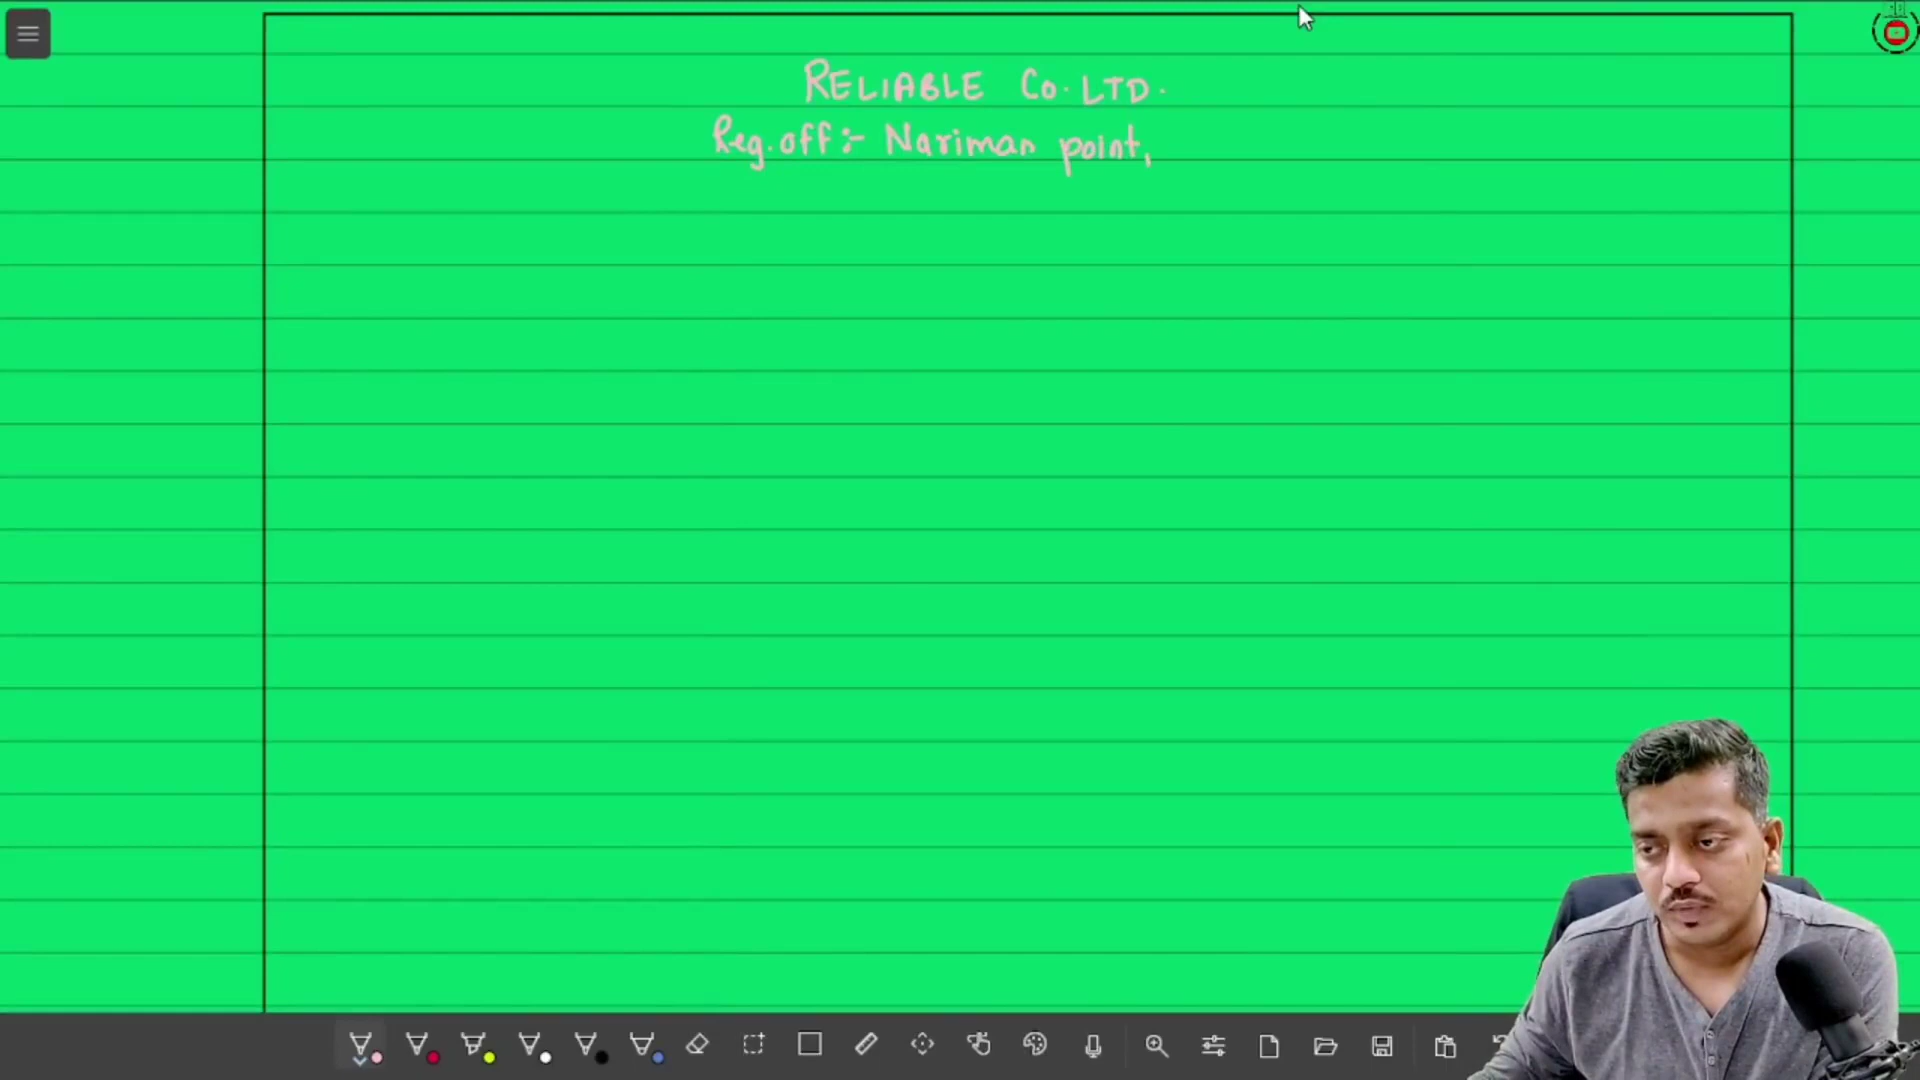 RELIABLE CO. LTD.
Reg. off:- Nariman point,